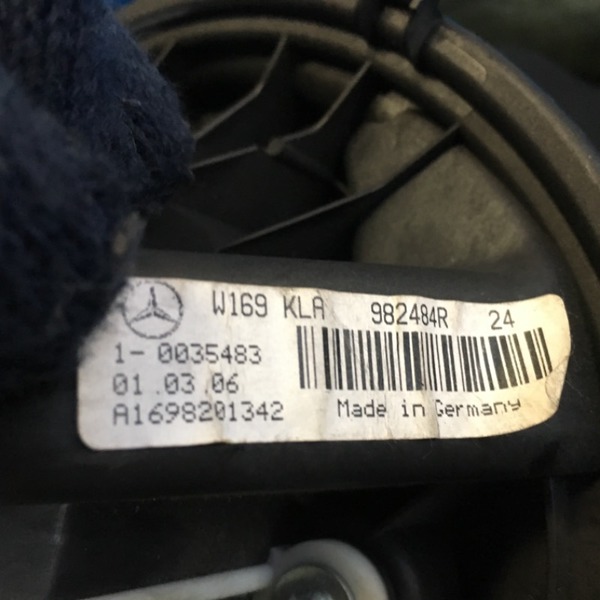 W169 KLA 982484R 24
1- 0035483
01.03.06
A1698201342
Made in Germany